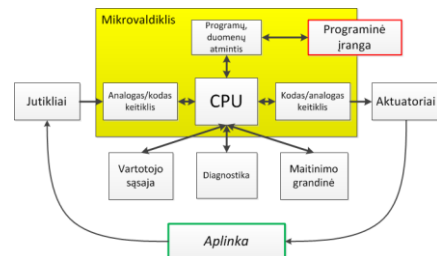 Mikrovaldiklis
Programų,
duomenų
atmintis
Programinė
įranga
Jutikliai
Analogas/kodas
keitiklis
CPU
Kodas/analogas
keitiklis
Aktuatoriai
Vartotojo
sąsaja
Diagnostika
Maitinimo
grandinė
Aplinka